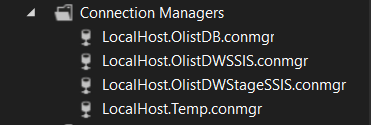 Connection Managers
LocalHost.OlistDB.conmgr
LocalHost.OlistDWSSIS.conmgr
LocalHost.OlistDWStageSSIS.conmgr
LocalHost.Temp.conmgr